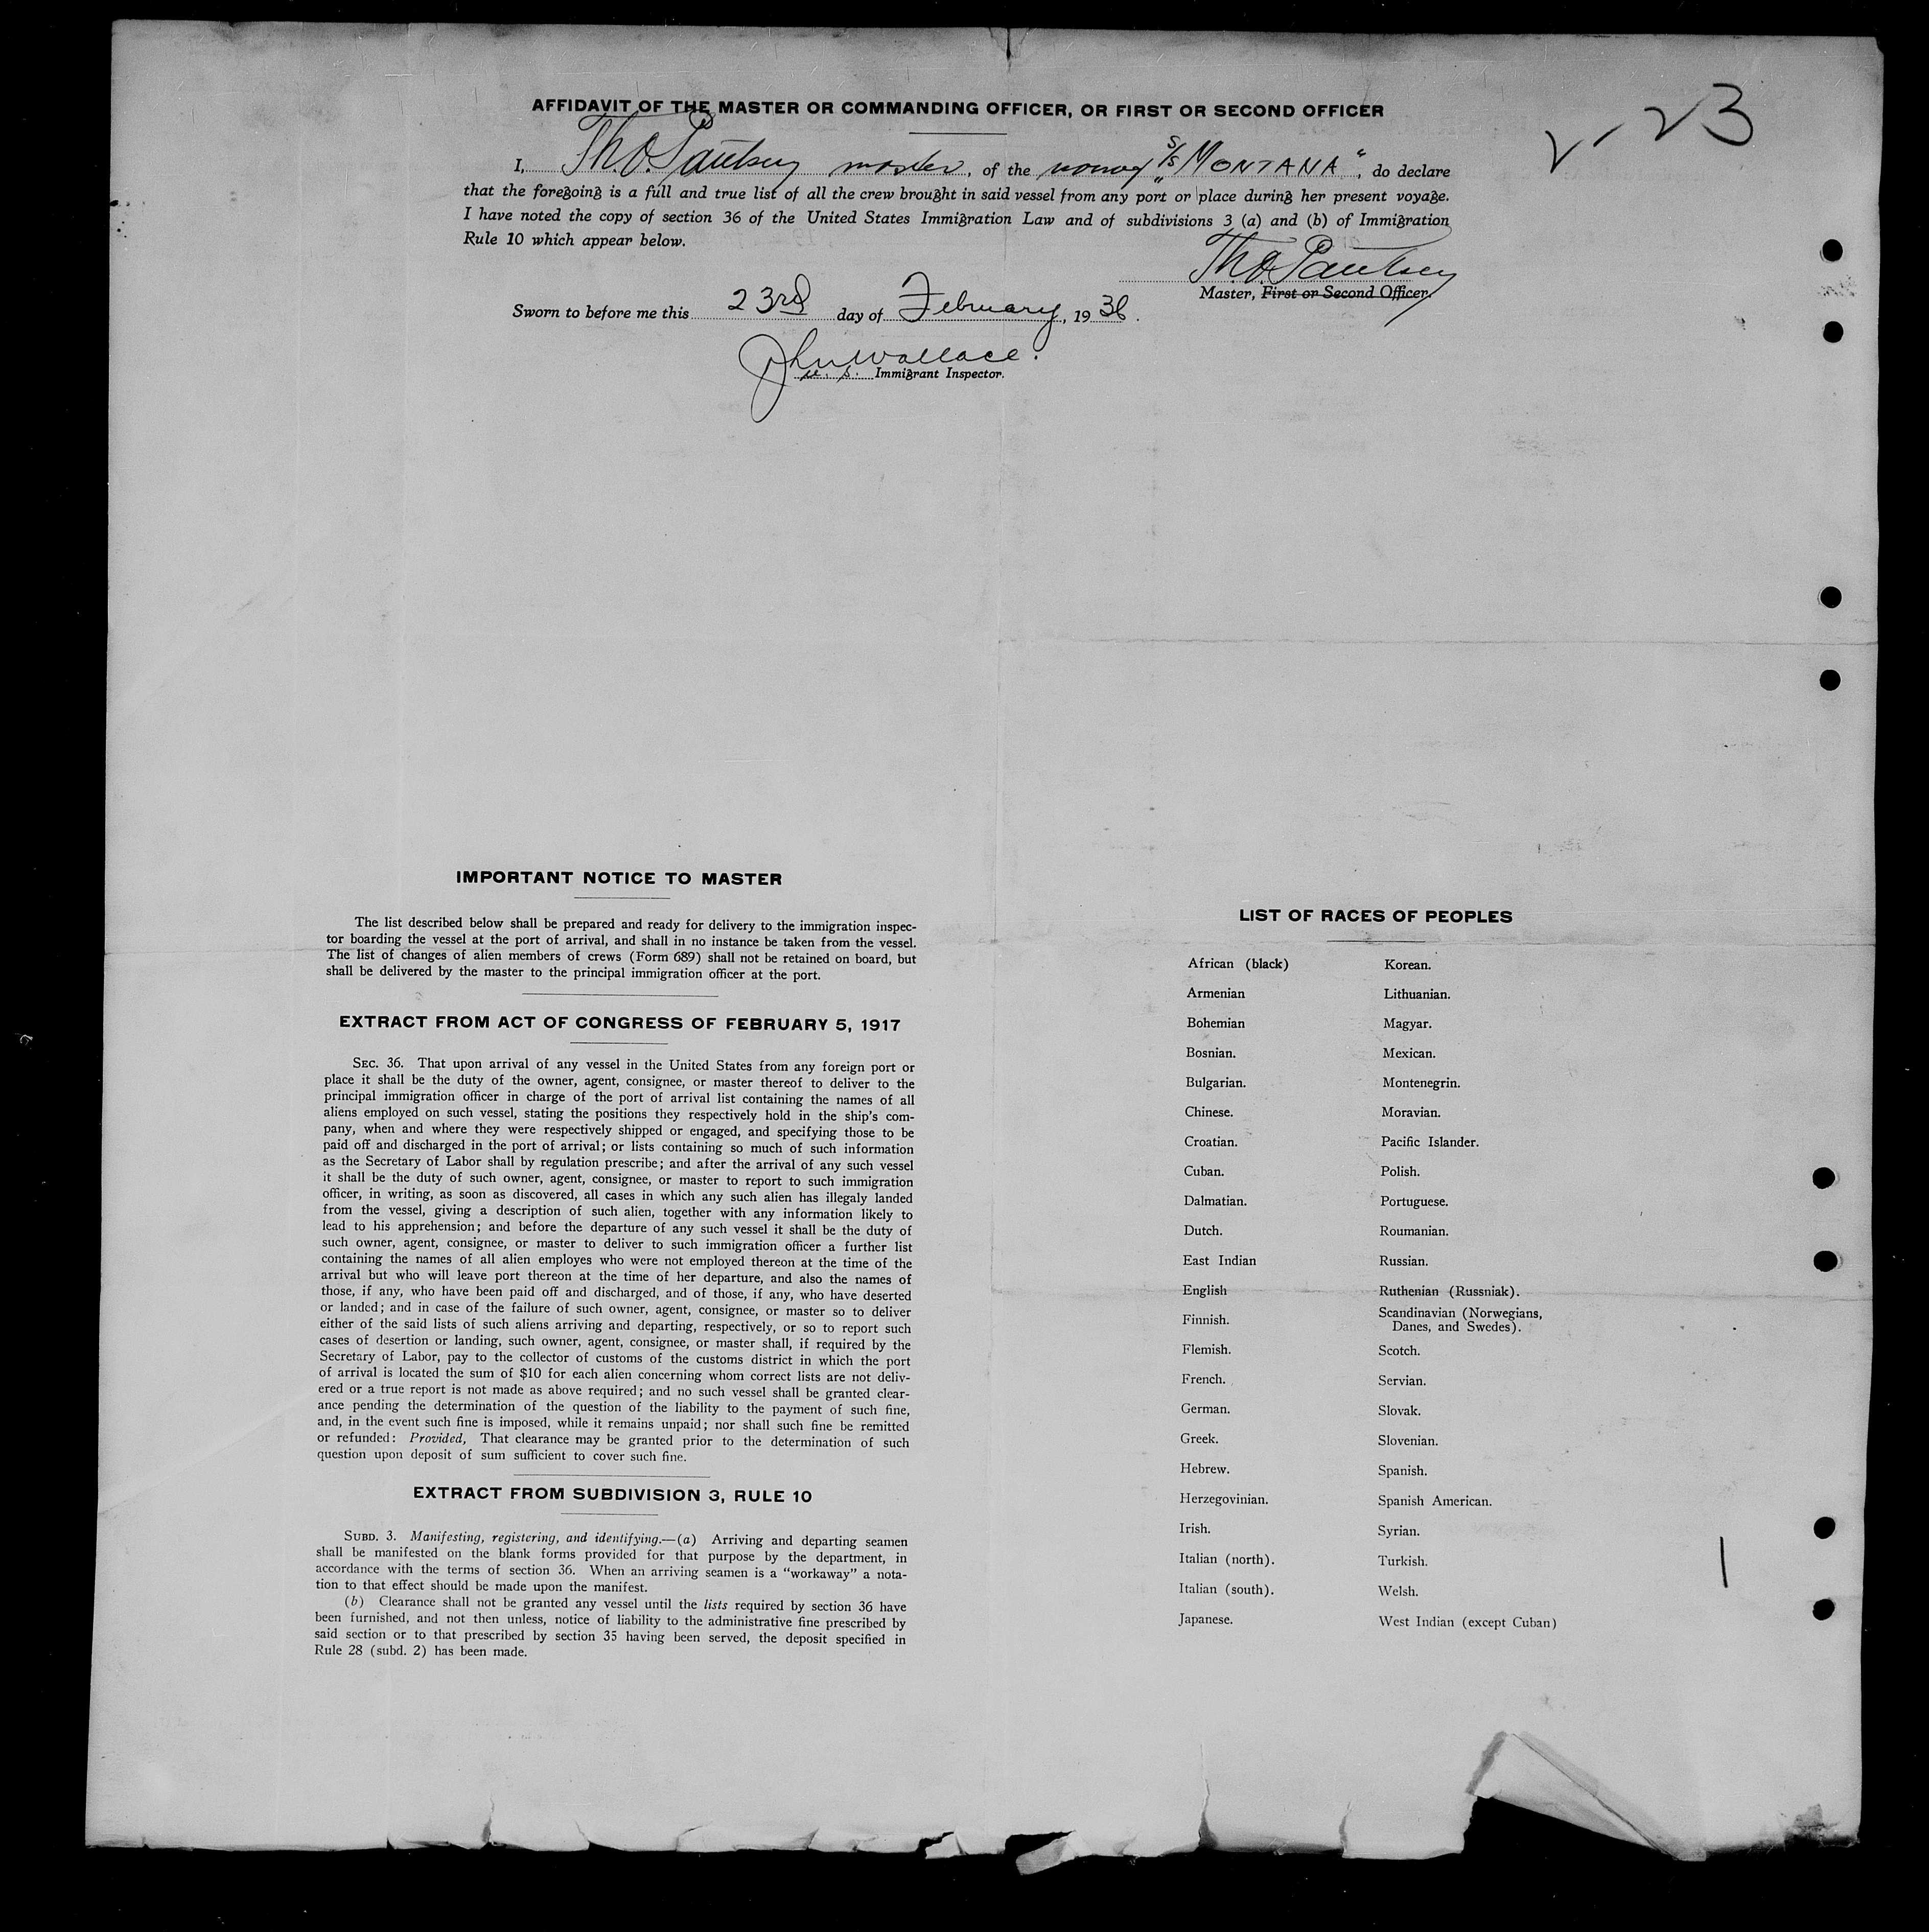 AFFIDAVIT OF THE MASTER OR COMMANDING OFFICER, OR FIRST OR SECOND OFFICER
v - 23
I, Th. O. Paulsen master, of the norweg S/S "MONTANA", do declare
that the foregoing is a full and true list of all the crew brought in said vessel from any port or place during her present voyage.
I have noted the copy of section 36 of the United States Immigration Law and of subdivisions 3 (a) and (b) of Immigration
Rule 10 which appear below.
Th. O. Paulsen
Master, First or Second Officer.
Sworn to before me this 23rd day of February, 1936.
John Wallace.
U. S. Immigrant Inspector.
IMPORTANT NOTICE TO MASTER
The list described below shall be prepared and ready for delivery to the immigration inspec-
tor boarding the vessel at the port of arrival, and shall in no instance be taken from the vessel.
The list of changes of alien members of crews (Form 689) shall not be retained on board, but
shall be delivered by the master to the principal immigration officer at the port.
EXTRACT FROM ACT OF CONGRESS OF FEBRUARY 5, 1917
SEC. 36. That upon arrival of any vessel in the United States from any foreign port or
place it shall be the duty of the owner, agent, consignee, or master thereof to deliver to the
principal immigration officer in charge of the port of arrival list containing the names of all
aliens employed on such vessel, stating the positions they respectively hold in the ship's com-
pany, when and where they were respectively shipped or engaged, and specifying those to be
paid off and discharged in the port of arrival; or lists containing so much of such information
as the Secretary of Labor shall by regulation prescribe; and after the arrival of any such vessel
it shall be the duty of such owner, agent, consignee, or master to report to such immigration
officer, in writing, as soon as discovered, all cases in which any such alien has illegaly landed
from the vessel, giving a description of such alien, together with any information likely to
lead to his apprehension; and before the departure of any such vessel it shall be the duty of
such owner, agent, consignee, or master to deliver to such immigration officer a further list
containing the names of all alien employes who were not employed thereon at the time of the
arrival but who will leave port thereon at the time of her departure, and also the names of
those, if any, who have been paid off and discharged, and of those, if any, who have deserted
or landed; and in case of the failure of such owner, agent, consignee, or master so to deliver
either of the said lists of such aliens arriving and departing, respectively, or so to report such
cases of desertion or landing, such owner, agent, consignee, or master shall, if required by the
Secretary of Labor, pay to the collector of customs of the customs district in which the port
of arrival is located the sum of $10 for each alien concerning whom correct lists are not deliv-
ered or a true report is not made as above required; and no such vessel shall be granted clear-
ance pending the determination of the question of the liability to the payment of such fine,
and, in the event such fine is imposed, while it remains unpaid; nor shall such fine be remitted
or refunded: Provided, That clearance may be granted prior to the determination of such
question upon deposit of sum sufficient to cover such fine.
EXTRACT FROM SUBDIVISION 3, RULE 10
SUBD. 3. Manifesting, registering, and identifying.—(a) Arriving and departing seamen
shall be manifested on the blank forms provided for that purpose by the department, in
accordance with the terms of section 36. When an arriving seamen is a "workaway" a nota-
tion to that effect should be made upon the manifest.
(b) Clearance shall not be granted any vessel until the lists required by section 36 have
been furnished, and not then unless, notice of liability to the administrative fine prescribed by
said section or to that prescribed by section 35 having been served, the deposit specified in
Rule 28 (subd. 2) has been made.
LIST OF RACES OF PEOPLES
African (black)
Armenian
Bohemian
Bosnian.
Bulgarian.
Chinese.
Croatian.
Cuban.
Dalmatian.
Dutch.
East Indian
English
Finnish.
Flemish.
French.
German.
Greek.
Hebrew.
Herzegovinian.
Irish.
Italian (north).
Italian (south).
Japanese.
Korean.
Lithuanian.
Magyar.
Mexican.
Montenegrin.
Moravian.
Pacific Islander.
Polish.
Portuguese.
Roumanian.
Russian.
Ruthenian (Russniak).
Scandinavian (Norwegians,
Danes, and Swedes).
Scotch.
Servian.
Slovak.
Slovenian.
Spanish.
Spanish American.
Syrian.
Turkish.
Welsh.
West Indian (except Cuban)
1